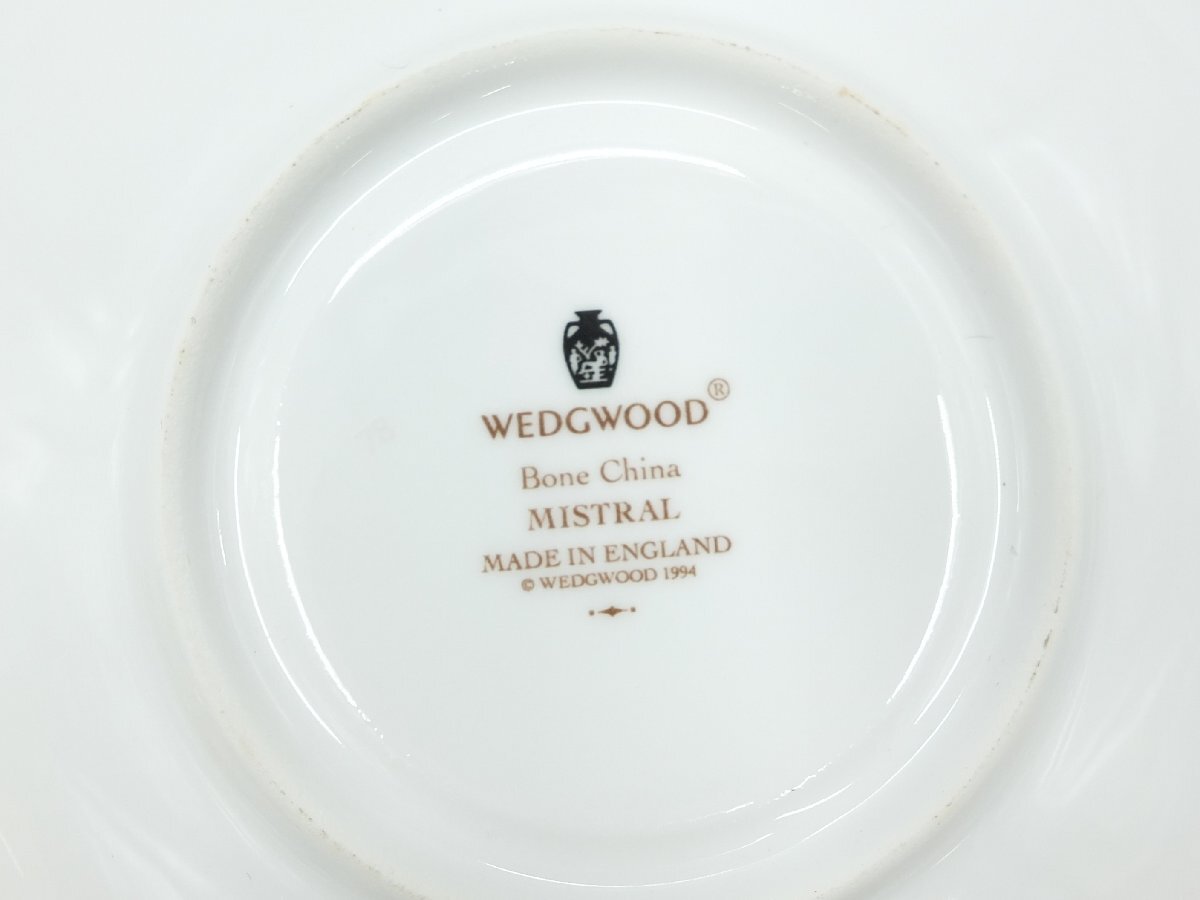 WEDGWOOD®
Bone China
MISTRAL
MADE IN ENGLAND
© WEDGWOOD 1994